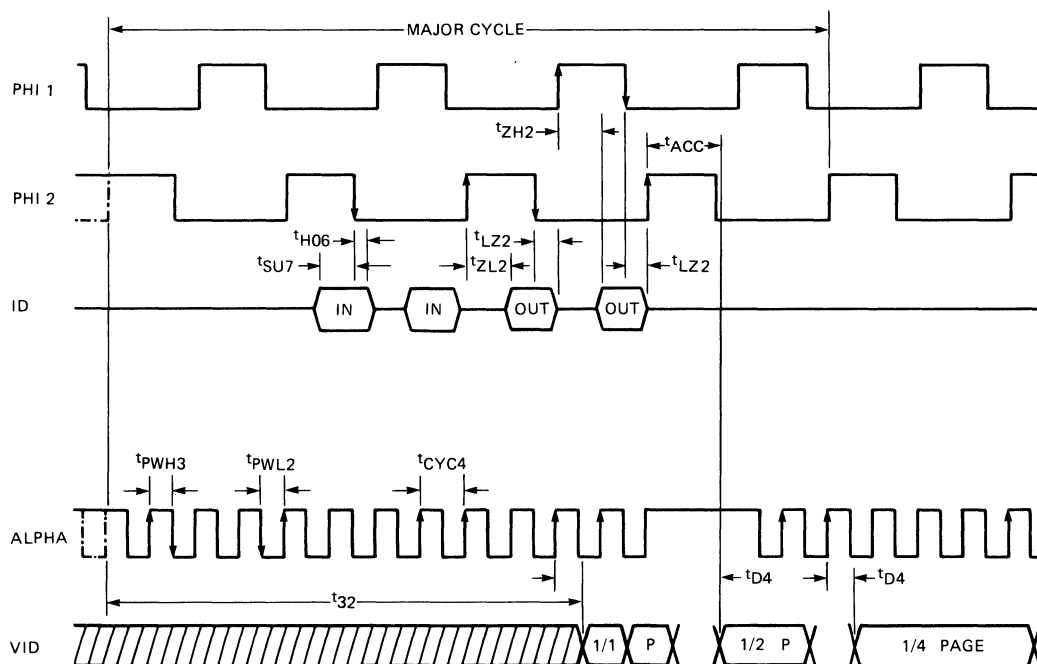 MAJOR CYCLE
PHI 1
tZH2
tACC
PHI 2
tH06
tLZ2
tSU7
tZL2
tLZ2
ID
IN
IN
OUT
OUT
tPWH3
tPWL2
tCYC4
ALPHA
tD4
tD4
t32
VID
1/1
P
1/2 P
1/4 PAGE